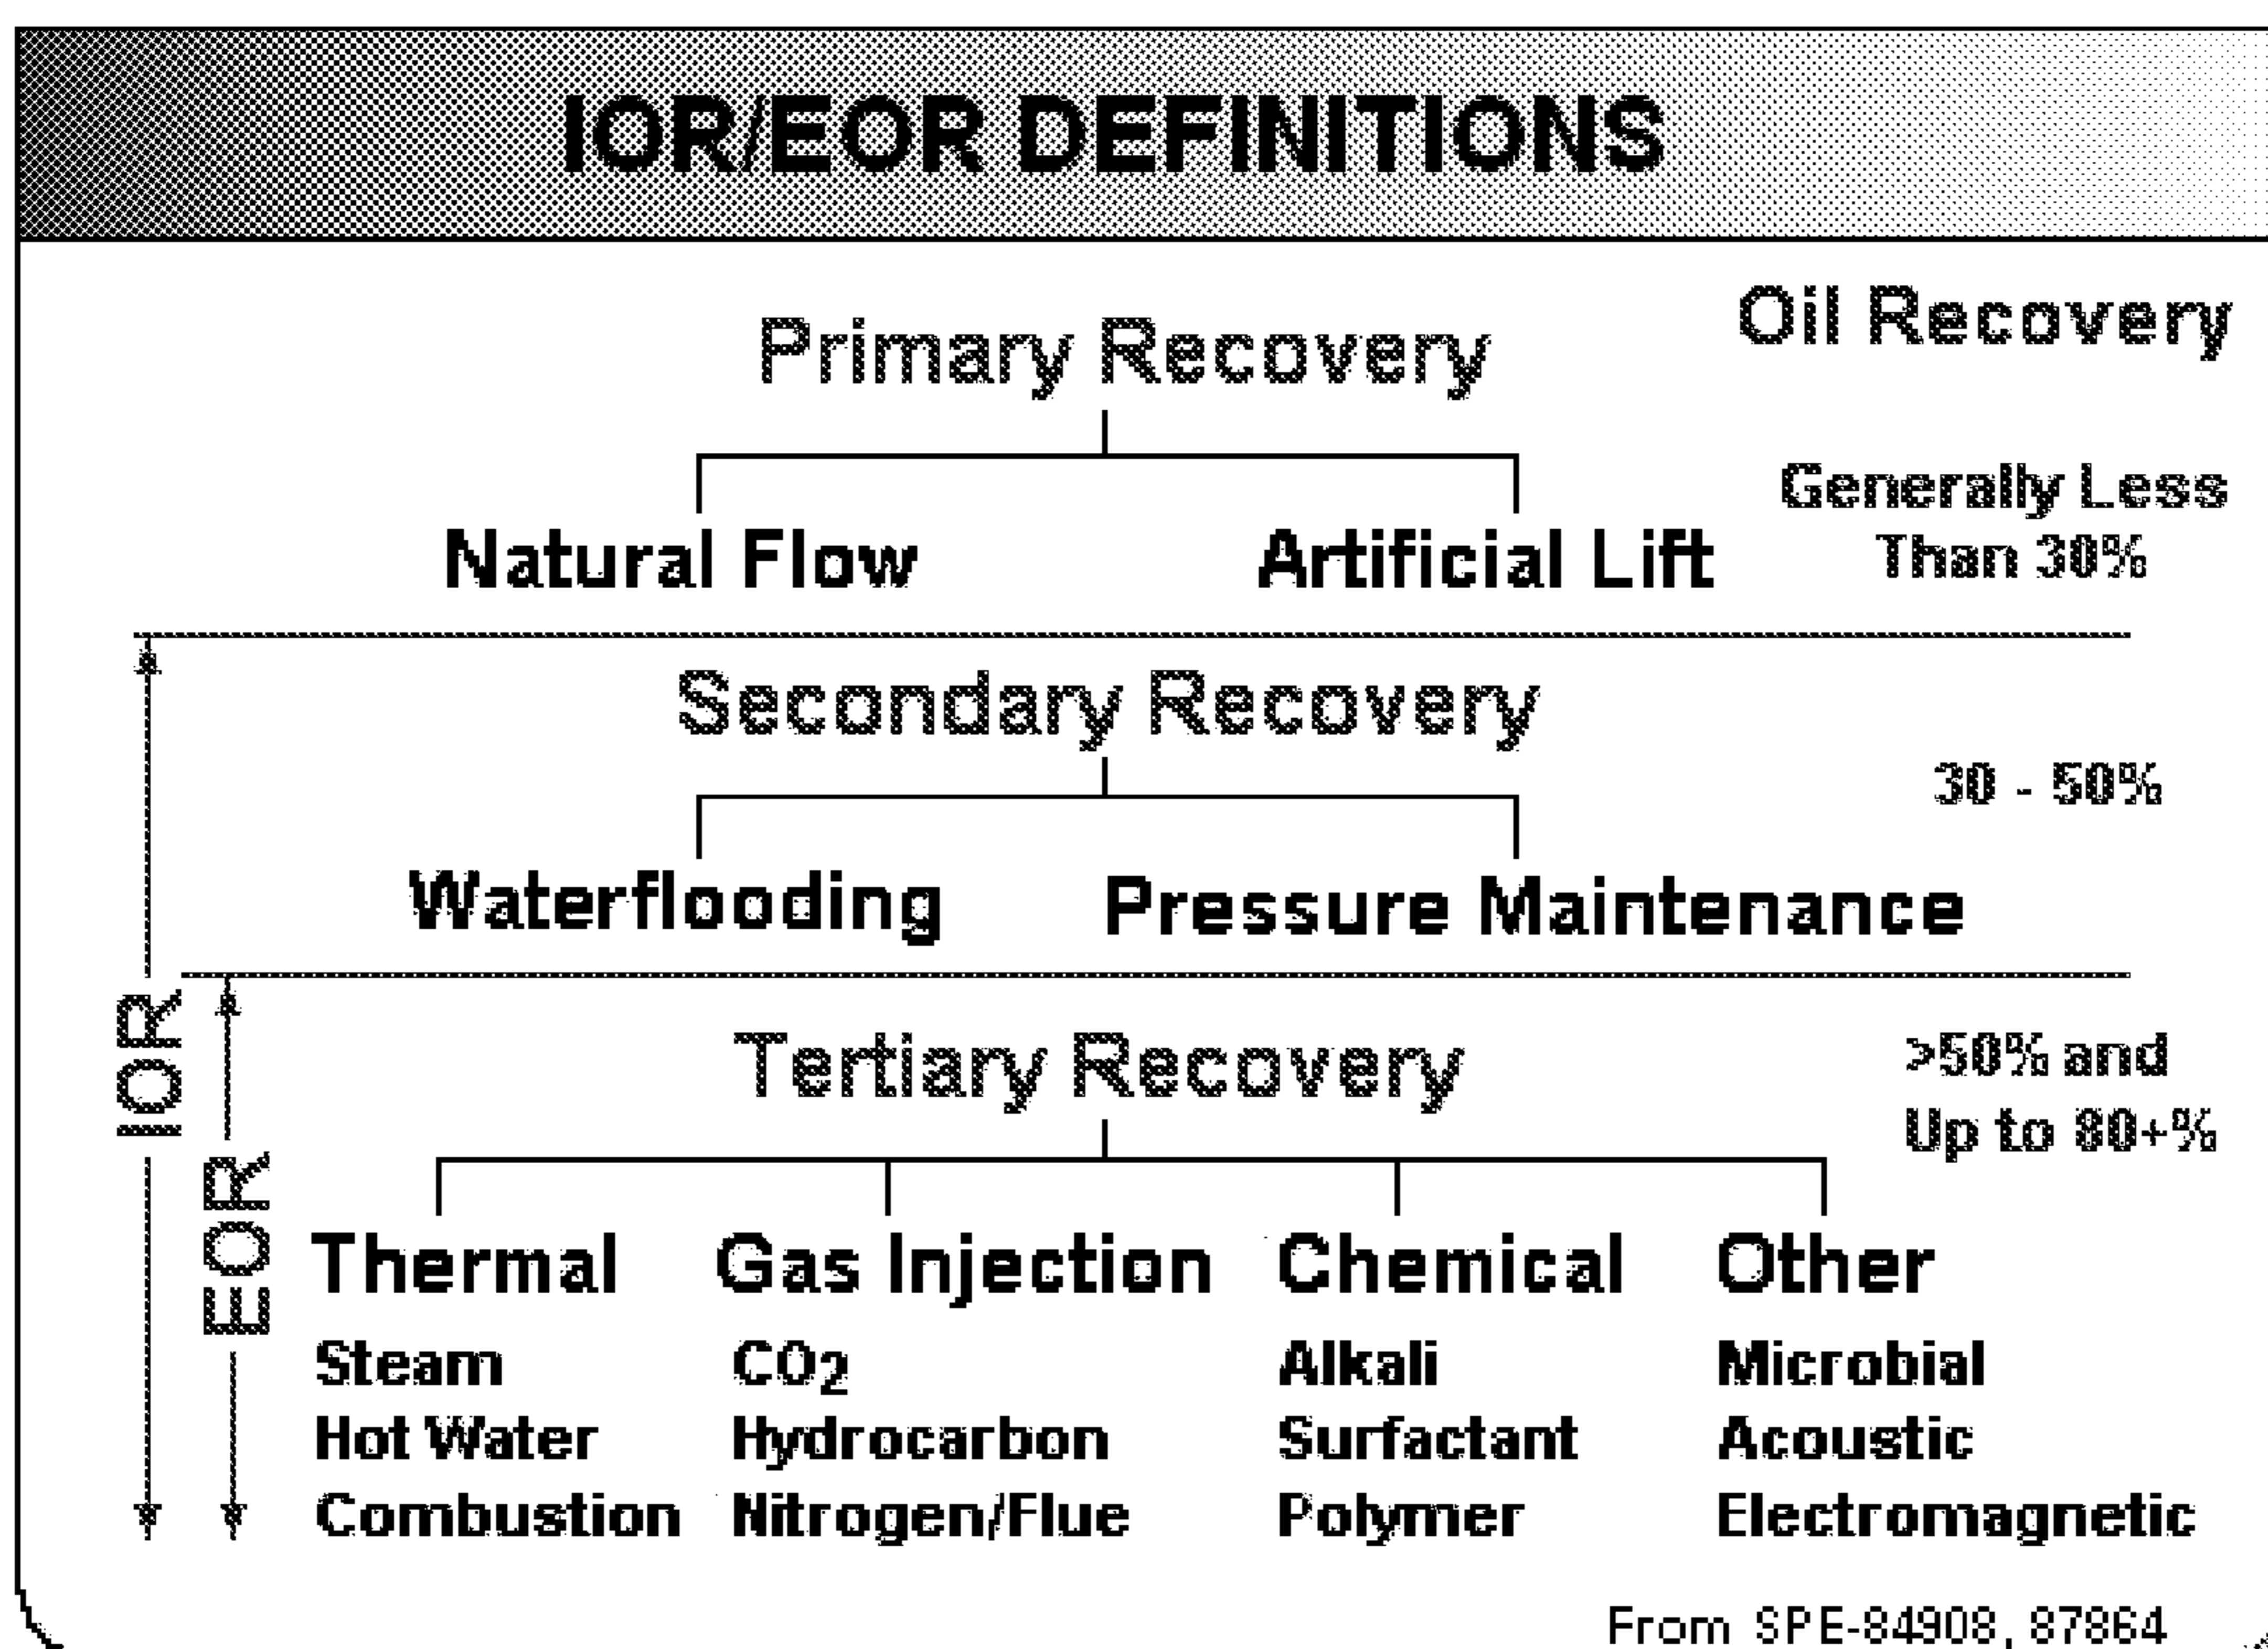 IOR/EOR DEFINITIONS
Oil Recovery
Primary Recovery
Generally Less
Than 30%
Natural Flow Artificial Lift
Secondary Recovery
30 - 50%
Waterflooding Pressure Maintenance
IOR
EOR
Tertiary Recovery
>50% and
Up to 80+%
Thermal Gas Injection Chemical Other
Steam CO2 Alkali Microbial
Hot Water Hydrocarbon Surfactant Acoustic
Combustion Nitrogen/Flue Polymer Electromagnetic
From SPE-84908, 87864